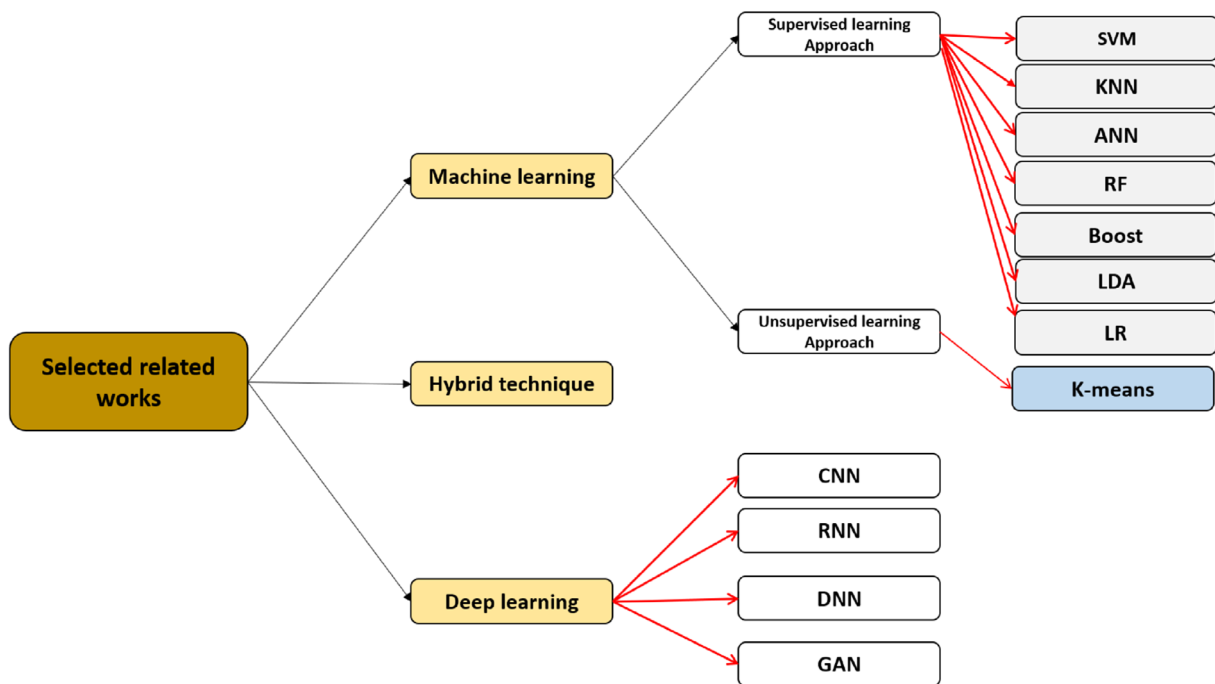 Supervised learning
Approach
SVM
KNN
ANN
Machine learning
RF
Boost
LDA
Unsupervised learning
Approach
LR
Selected related
works
Hybrid technique
K-means
CNN
RNN
Deep learning
DNN
GAN